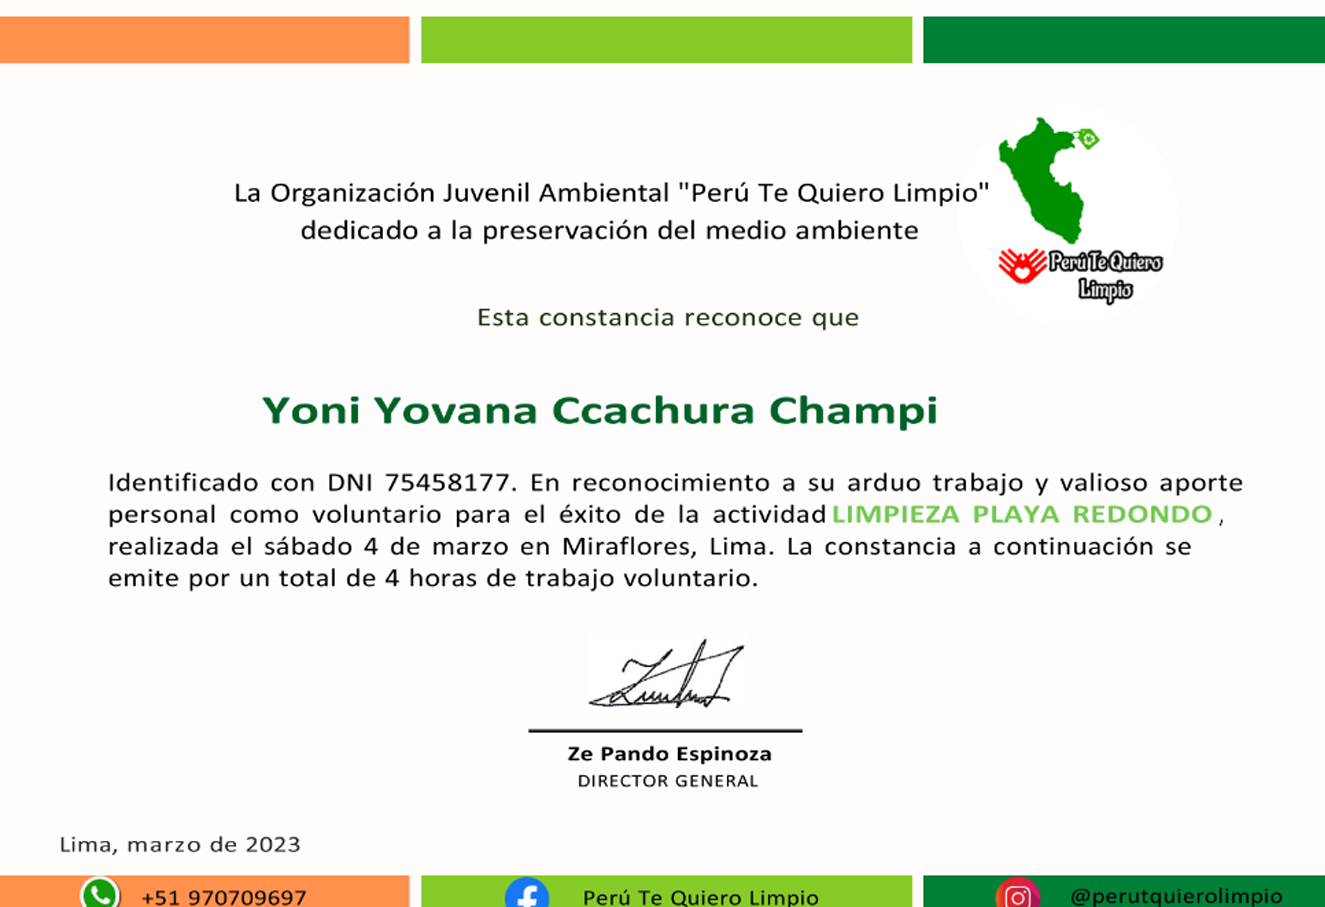 La Organización Juvenil Ambiental "Perú Te Quiero Limpio"
dedicado a la preservación del medio ambiente
Perú Te Quiero
Limpio
Esta constancia reconoce que
Yoni Yovana Ccachura Champi
Identificado con DNI 75458177. En reconocimiento a su arduo trabajo y valioso aporte
personal como voluntario para el éxito de la actividad LIMPIEZA PLAYA REDONDO,
realizada el sábado 4 de marzo en Miraflores, Lima. La constancia a continuación se
emite por un total de 4 horas de trabajo voluntario.
Ze Pando Espinoza
DIRECTOR GENERAL
Lima, marzo de 2023
+51 970709697
Perú Te Quiero Limpio
@perutquierolimpio